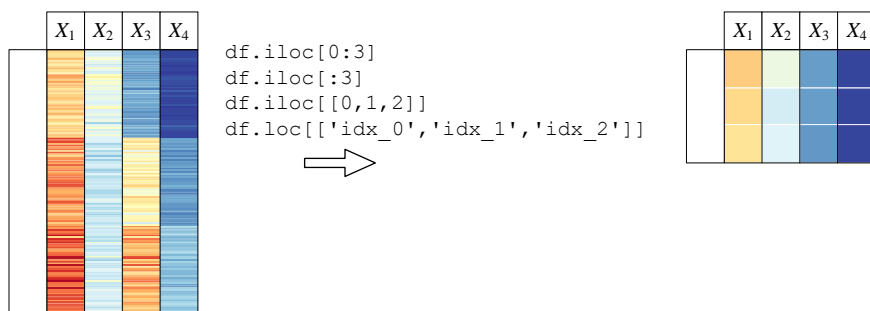 X₁ X₂ X₃ X₄
df.iloc[0:3]
df.iloc[:3]
df.iloc[[0,1,2]]
df.loc[['idx_0','idx_1','idx_2']]
X₁ X₂ X₃ X₄